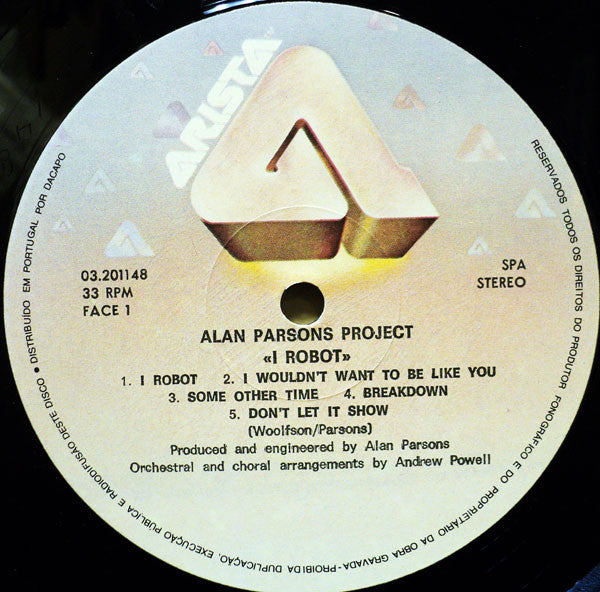 ARISTA
03.201148
33 RPM
FACE 1
SPA
STEREO
ALAN PARSONS PROJECT
«I ROBOT»
1. I ROBOT 2. I WOULDN'T WANT TO BE LIKE YOU
3. SOME OTHER TIME 4. BREAKDOWN
5. DON'T LET IT SHOW
(Woolfson/Parsons)
Produced and engineered by Alan Parsons
Orchestral and choral arrangements by Andrew Powell
RESERVADOS TODOS OS DIREITOS DO PRODUTOR FONOGRÁFICO E DO PROPRIETÁRIO DA OBRA GRAVADA - PROIBIDA DUPLICAÇÃO, EXECUÇÃO PÚBLICA E RADIODIFUSÃO DESTE DISCO • DISTRIBUIDO EM PORTUGAL POR DACAPO